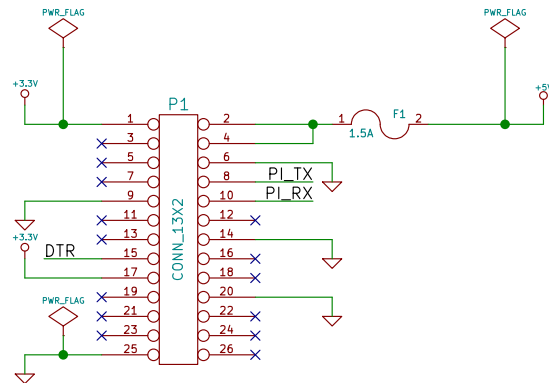 PWR_FLAG PWR_FLAG
+3.3V +5V
P1
1 2 1 F1 2
3 4 1.5A
5 6
7 8 PI_TX
9 10 PI_RX
11 12
+3.3V 13 14
DTR 15 16
17 18
CONN_13X2
PWR_FLAG 19 20
21 22
23 24
25 26